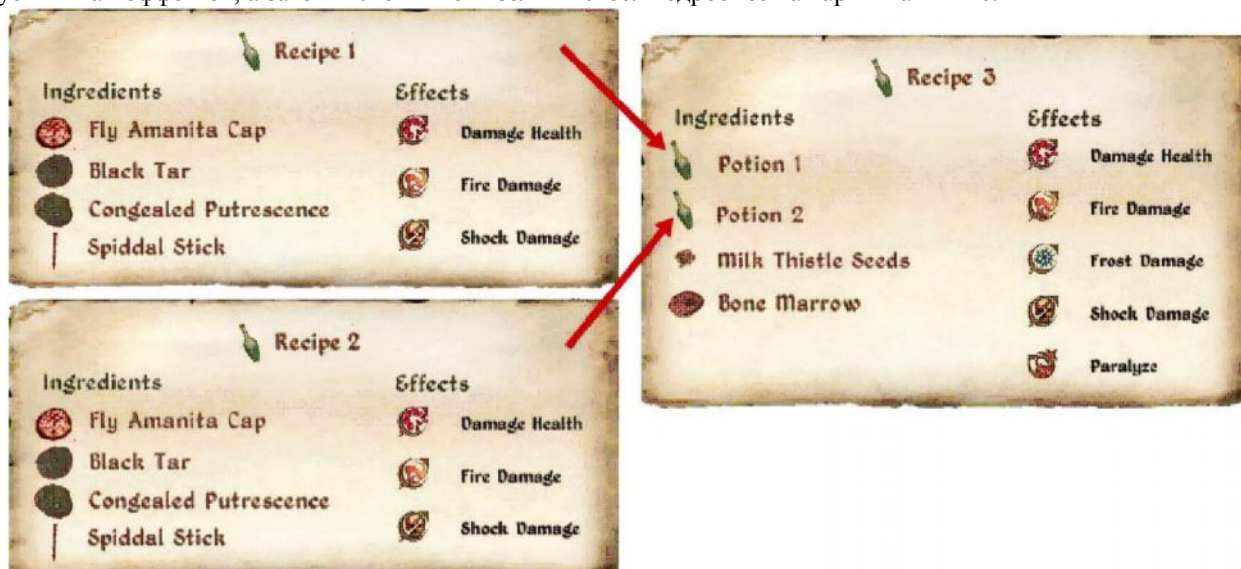 Recipe 1
Ingredients
Effects
Fly Amanita Cap
Damage Health
Black Tar
Fire Damage
Congealed Putrescence
Spiddal Stick
Shock Damage
Recipe 2
Ingredients
Effects
Fly Amanita Cap
Damage Health
Black Tar
Fire Damage
Congealed Putrescence
Spiddal Stick
Shock Damage
Recipe 3
Ingredients
Effects
Potion 1
Damage Health
Potion 2
Fire Damage
Milk Thistle Seeds
Frost Damage
Bone Marrow
Shock Damage
Paralyze